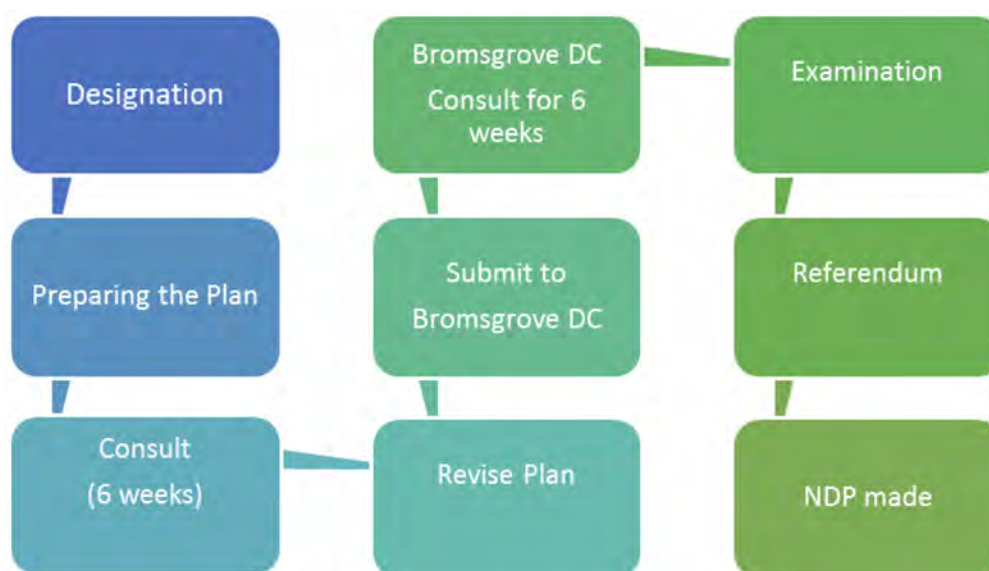 Designation
Preparing the Plan
Consult
(6 weeks)
Revise Plan
Submit to
Bromsgrove DC
Bromsgrove DC
Consult for 6
weeks
Examination
Referendum
NDP made